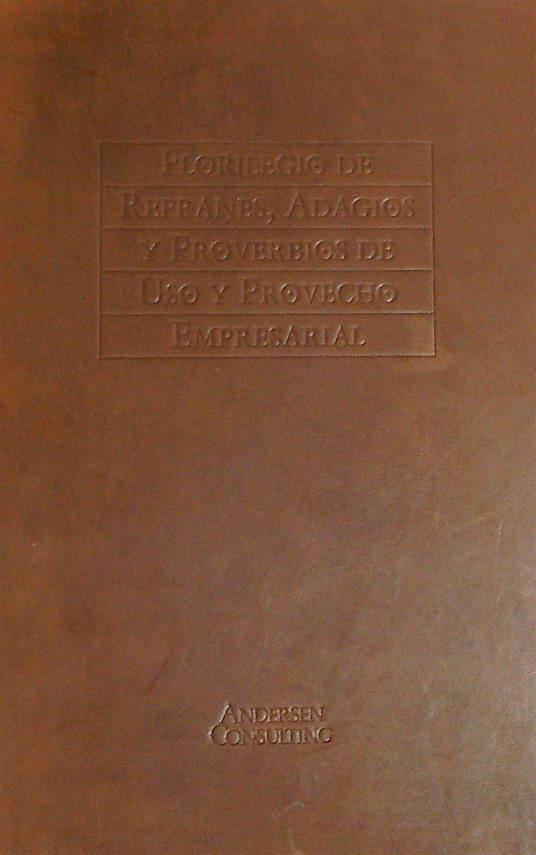 Florilegio de
Refranes, Adagios
y Proverbios de
Uso y Provecho
Empresarial
Andersen
Consulting